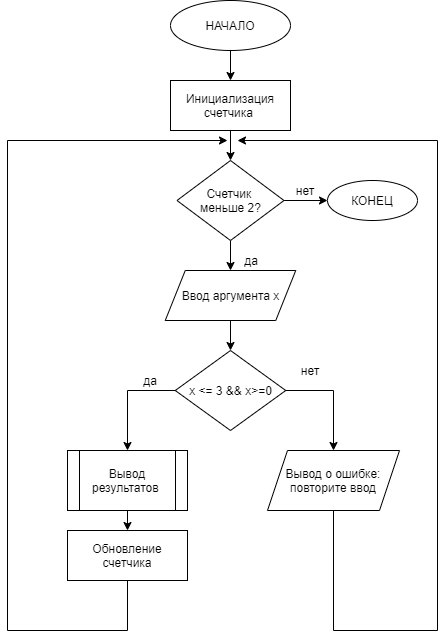 НАЧАЛО
Инициализация
счетчика
Счетчик
меньше 2?
нет
КОНЕЦ
да
Ввод аргумента x
x <= 3 && x>=0
да
нет
Вывод
результатов
Вывод о ошибке:
повторите ввод
Обновление
счетчика